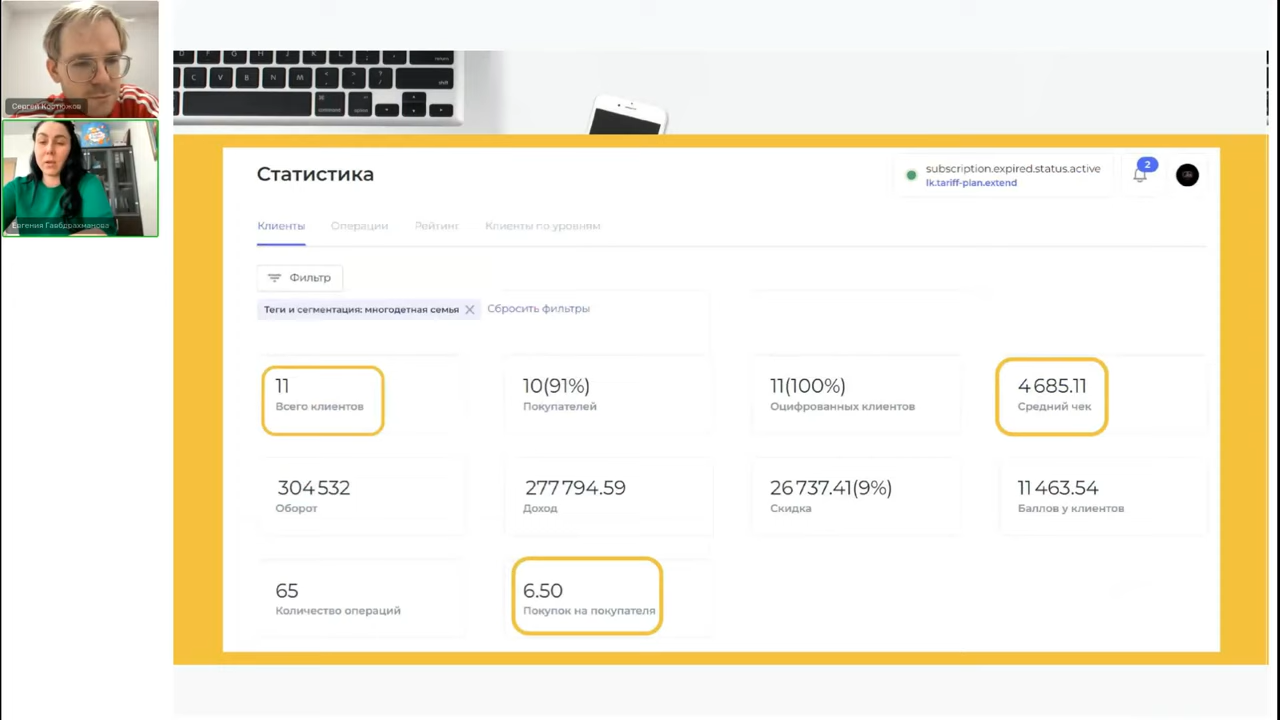 Сергей Костюжов
Евгения Гавбдрахманова
Статистика
subscription.expired.status.active
lk.tariff-plan.extend
2
Клиенты
Операции
Рейтинг
Клиенты по уровням
Фильтр
Теги и сегментация: многодетная семья
Сбросить фильтры
11
Всего клиентов
10(91%)
Покупателей
11(100%)
Оцифрованных клиентов
4 685.11
Средний чек
304 532
Оборот
277 794.59
Доход
26 737.41(9%)
Скидка
11 463.54
Баллов у клиентов
65
Количество операций
6.50
Покупок на покупателя